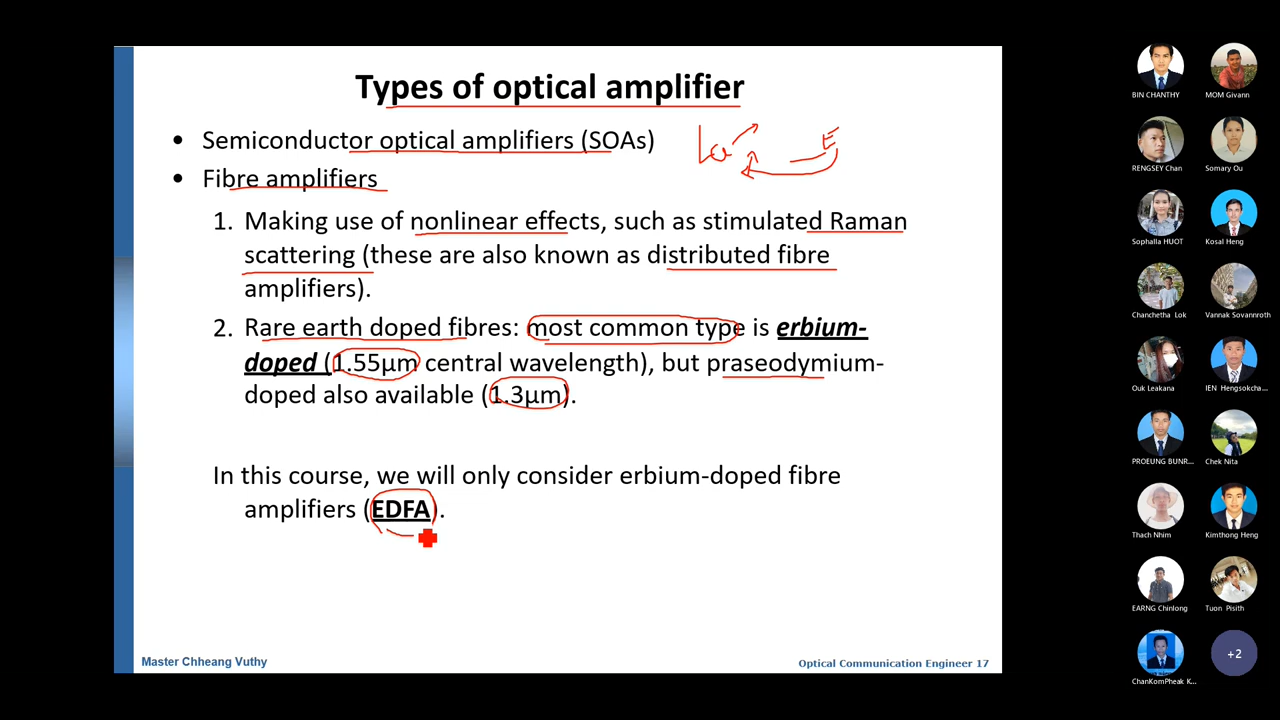 Types of optical amplifier
• Semiconductor optical amplifiers (SOAs)
• Fibre amplifiers
1. Making use of nonlinear effects, such as stimulated Raman
scattering (these are also known as distributed fibre
amplifiers).
2. Rare earth doped fibres: most common type is erbium-
doped (1.55μm central wavelength), but praseodymium-
doped also available (1.3μm).
In this course, we will only consider erbium-doped fibre
amplifiers (EDFA).
Master Chheang Vuthy
Optical Communication Engineer 17
BIN CHANTHY
MOM Givann
RENGSEY Chan
Somary Ou
Sophalla HUOT
Kosal Heng
Chanchetha Lok
Vannak Sovannroth
Ouk Leakana
IEN Hengsokcha...
PROEUNG BUNR...
Chek Nita
Thach Nhim
Kimthong Heng
EARNG Chinlong
Tuon Pisith
ChanKomPheak K...
+2